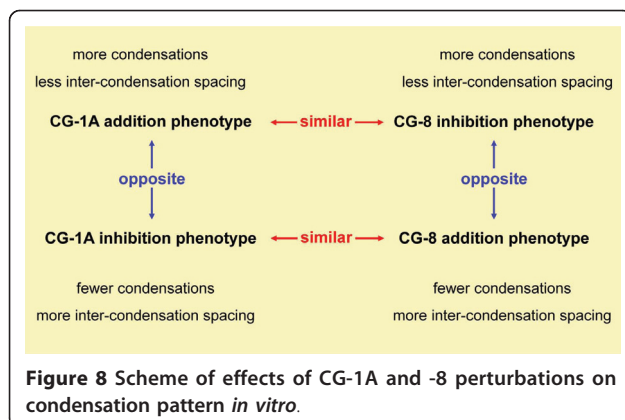 more condensations more condensations
less inter-condensation spacing less inter-condensation spacing
CG-1A addition phenotype similar CG-8 inhibition phenotype
opposite opposite
CG-1A inhibition phenotype similar CG-8 addition phenotype
fewer condensations fewer condensations
more inter-condensation spacing more inter-condensation spacing
Figure 8 Scheme of effects of CG-1A and -8 perturbations on
condensation pattern in vitro.